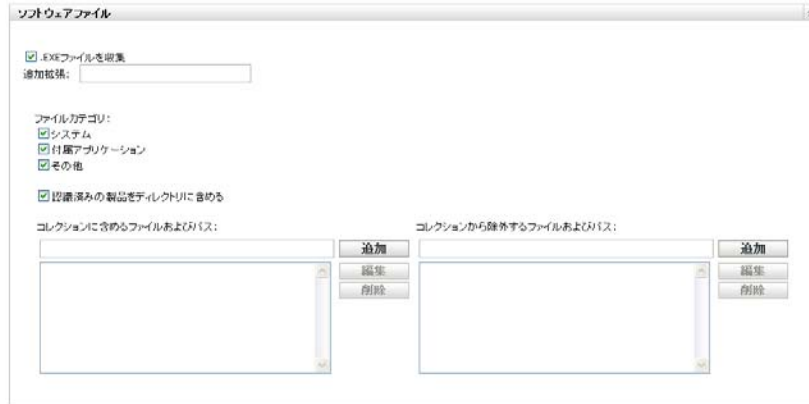 ソフトウェアファイル
.EXEファイルを収集
追加拡張:
ファイルカテゴリ:
システム
付属アプリケーション
その他
認識済みの製品をディレクトリに含める
コレクションに含めるファイルおよびパス:
コレクションから除外するファイルおよびパス:
追加
追加
編集
編集
削除
削除